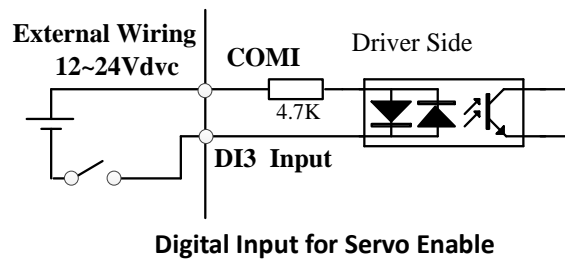 External Wiring
12~24Vdvc
COMI
Driver Side
4.7K
DI3 Input
Digital Input for Servo Enable